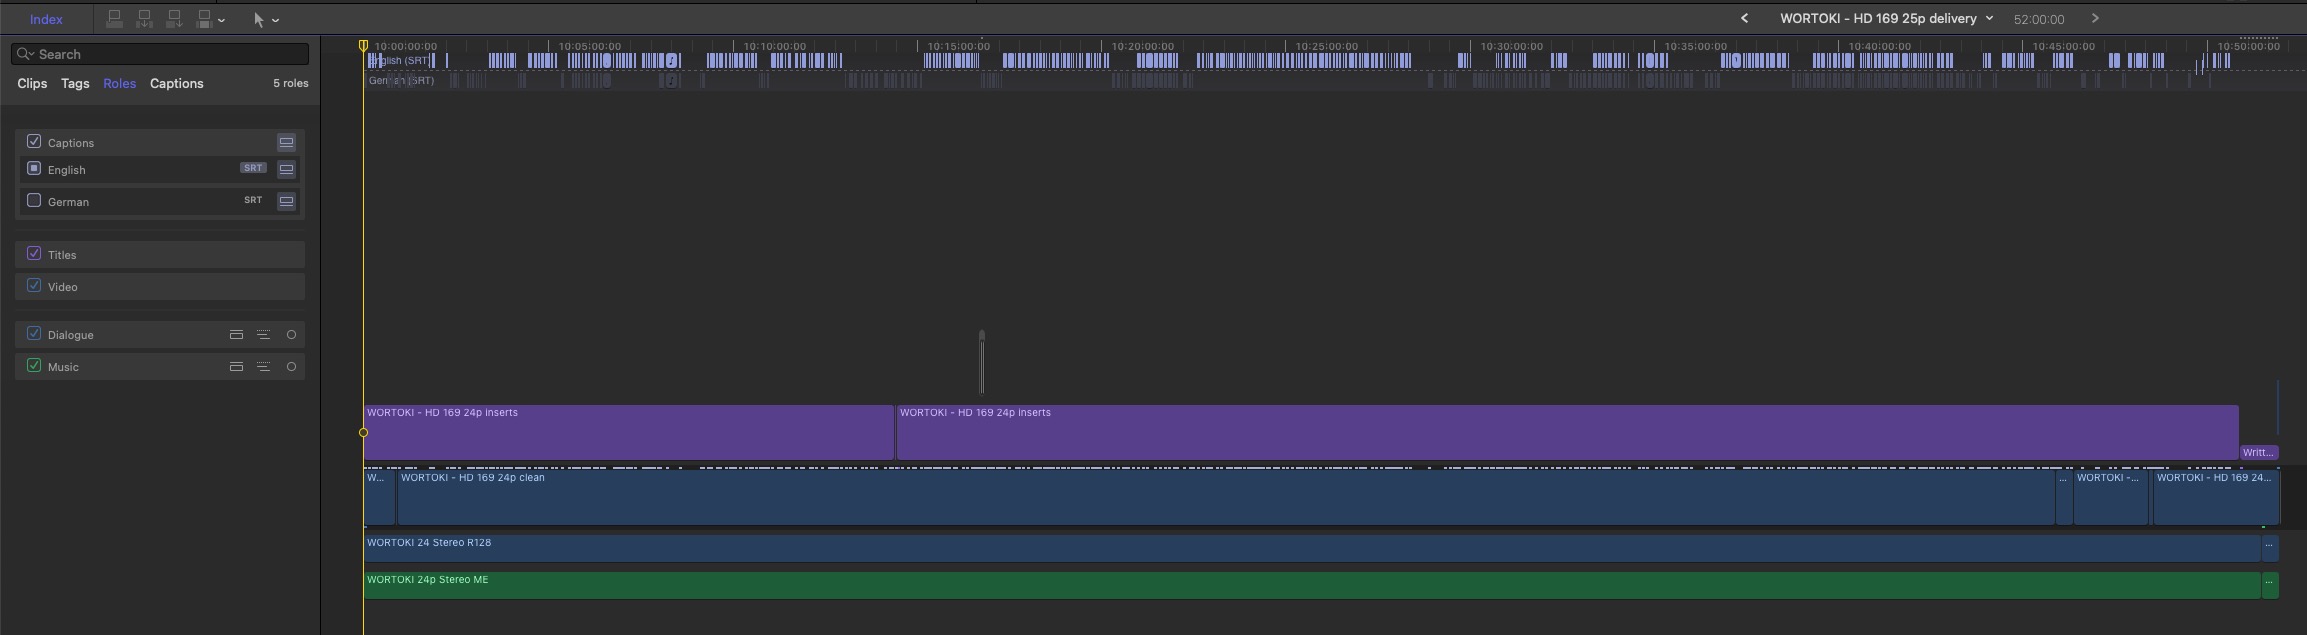 Index
WORTOKI - HD 169 25p delivery
52:00:00
Search
Clips Tags Roles Captions 5 roles
10:00:00:00 10:05:00:00 10:10:00:00 10:15:00:00 10:20:00:00 10:25:00:00 10:30:00:00 10:35:00:00 10:40:00:00 10:45:00:00 10:50:00:00
English (SRT)
German (SRT)
Captions
English SRT
German SRT
Titles
Video
Dialogue
Music
WORTOKI - HD 169 24p inserts WORTOKI - HD 169 24p inserts
Writt...
W... WORTOKI - HD 169 24p clean ... WORTOKI -... WORTOKI - HD 169 24...
WORTOKI 24 Stereo R128 ...
WORTOKI 24p Stereo ME ...